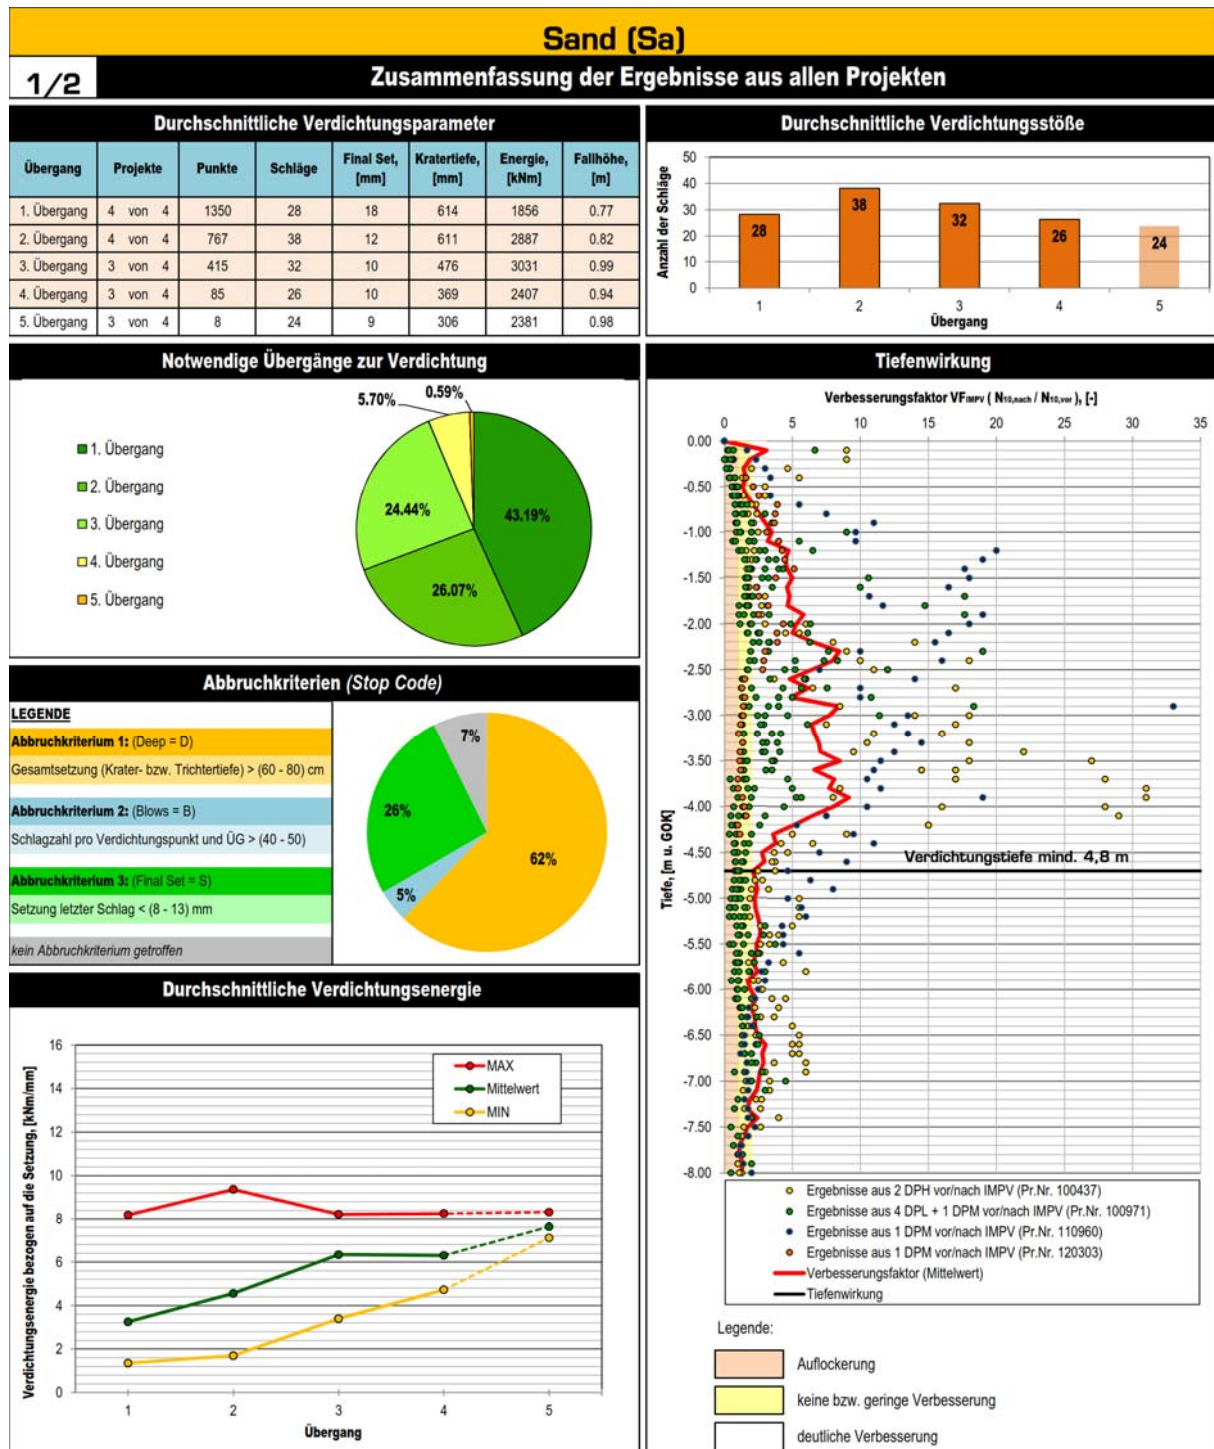 Sand (Sa)
1/2
Zusammenfassung der Ergebnisse aus allen Projekten
Durchschnittliche Verdichtungsparameter
Übergang Projekte Punkte Schläge Final Set, [mm] Kratertiefe, [mm] Energie, [kNm] Fallhöhe, [m]
1. Übergang 4 von 4 1350 28 18 614 1856 0.77
2. Übergang 4 von 4 767 38 12 611 2887 0.82
3. Übergang 3 von 4 415 32 10 476 3031 0.99
4. Übergang 3 von 4 85 26 10 369 2407 0.94
5. Übergang 3 von 4 8 24 9 306 2381 0.98
Durchschnittliche Verdichtungsstöße
Anzahl der Schläge
50
40
30
20
10
0
28 38 32 26 24
1 2 3 4 5
Übergang
Notwendige Übergänge zur Verdichtung
1. Übergang
2. Übergang
3. Übergang
4. Übergang
5. Übergang
5.70% 0.59%
24.44% 43.19%
26.07%
Abbruchkriterien (Stop Code)
LEGENDE
Abbruchkriterium 1: (Deep = D)
Gesamtsetzung (Krater- bzw. Trichtertiefe) > (60 - 80) cm
Abbruchkriterium 2: (Blows = B)
Schlagzahl pro Verdichtungspunkt und ÜG > (40 - 50)
Abbruchkriterium 3: (Final Set = S)
Setzung letzter Schlag < (8 - 13) mm
kein Abbruchkriterium getroffen
7%
26%
62%
5%
Durchschnittliche Verdichtungsenergie
Verdichtungsenergie bezogen auf die Setzung, [kNm/mm]
16
14
12
10
8
6
4
2
0
MAX
Mittelwert
MIN
1 2 3 4 5
Übergang
Tiefenwirkung
Verbesserungsfaktor VFIMPV ( N10,nach / N10,vor ), [-]
0 5 10 15 20 25 30 35
Tiefe, [m u. GOK]
0.00
-0.50
-1.00
-1.50
-2.00
-2.50
-3.00
-3.50
-4.00
-4.50
-5.00
-5.50
-6.00
-6.50
-7.00
-7.50
-8.00
Verdichtungstiefe mind. 4,8 m
Ergebnisse aus 2 DPH vor/nach IMPV (Pr.Nr. 100437)
Ergebnisse aus 4 DPL + 1 DPM vor/nach IMPV (Pr.Nr. 100971)
Ergebnisse aus 1 DPM vor/nach IMPV (Pr.Nr. 110960)
Ergebnisse aus 1 DPM vor/nach IMPV (Pr.Nr. 120303)
Verbesserungsfaktor (Mittelwert)
Tiefenwirkung
Legende:
Auflockerung
keine bzw. geringe Verbesserung
deutliche Verbesserung